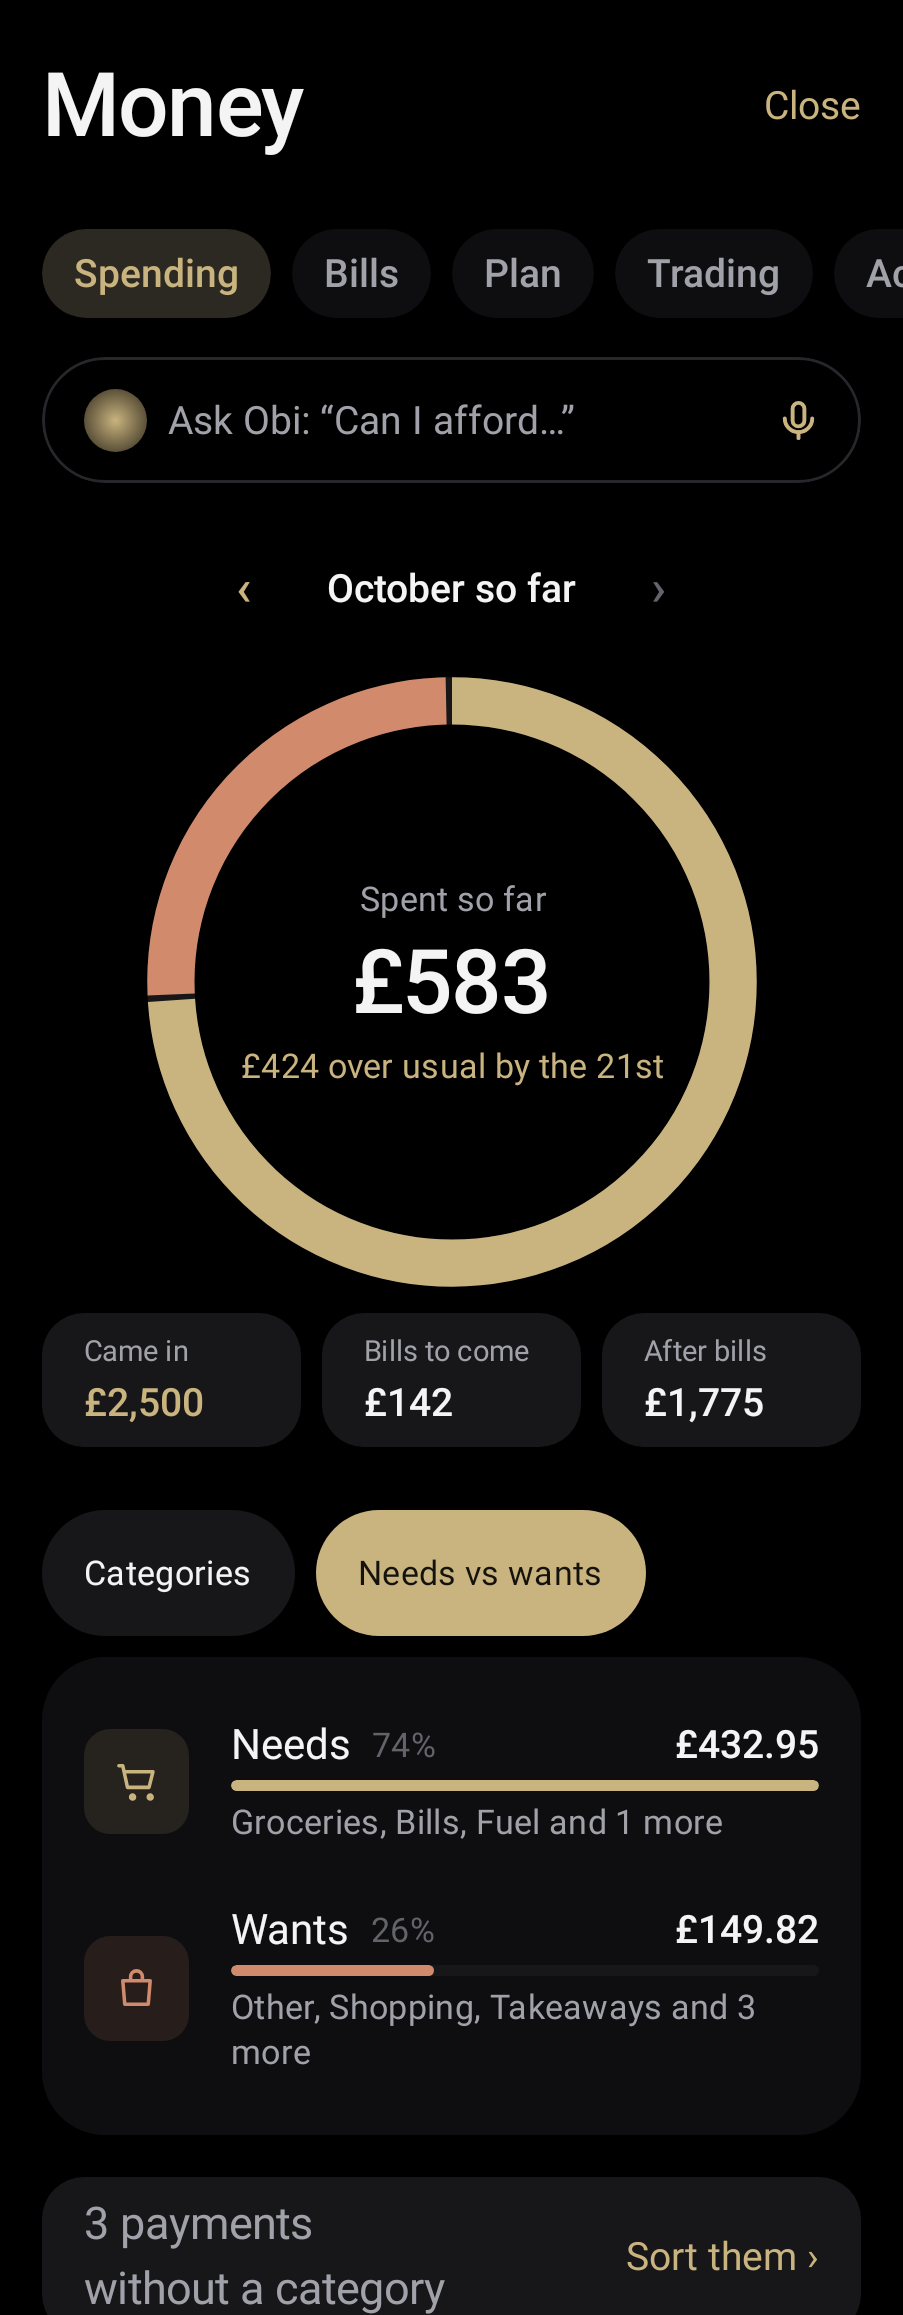 Money
Close
Spending
Bills
Plan
Trading
Ac
Ask Obi: “Can I afford…”
‹ October so far ›
Spent so far
£583
£424 over usual by the 21st
Came in
£2,500
Bills to come
£142
After bills
£1,775
Categories
Needs vs wants
Needs 74% £432.95
Groceries, Bills, Fuel and 1 more
Wants 26% £149.82
Other, Shopping, Takeaways and 3
more
3 payments
without a category
Sort them ›